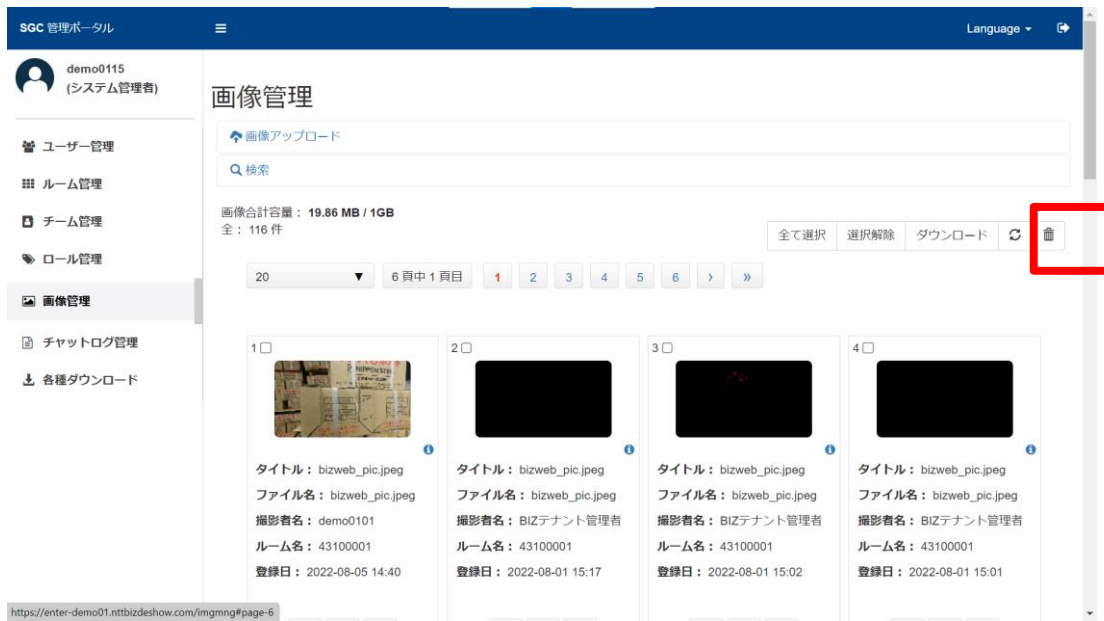 SGC 管理ポータル
Language
demo0115
(システム管理者)
画像管理
画像アップロード
検索
ユーザー管理
ルーム管理
チーム管理
ロール管理
画像管理
チャットログ管理
各種ダウンロード
画像合計容量： 19.86 MB / 1GB
全： 116 件
全て選択 選択解除 ダウンロード
20 ▼ 6 頁中 1 頁目 1 2 3 4 5 6 › »
1 2 3 4
タイトル： bizweb_pic.jpeg タイトル： bizweb_pic.jpeg タイトル： bizweb_pic.jpeg タイトル： bizweb_pic.jpeg
ファイル名： bizweb_pic.jpeg ファイル名： bizweb_pic.jpeg ファイル名： bizweb_pic.jpeg ファイル名： bizweb_pic.jpeg
撮影者名： demo0101 撮影者名： BIZテナント管理者 撮影者名： BIZテナント管理者 撮影者名： BIZテナント管理者
ルーム名： 43100001 ルーム名： 43100001 ルーム名： 43100001 ルーム名： 43100001
登録日： 2022-08-05 14:40 登録日： 2022-08-01 15:17 登録日： 2022-08-01 15:02 登録日： 2022-08-01 15:01
https://enter-demo01.nttbizdeshow.com/imgmng#page-6